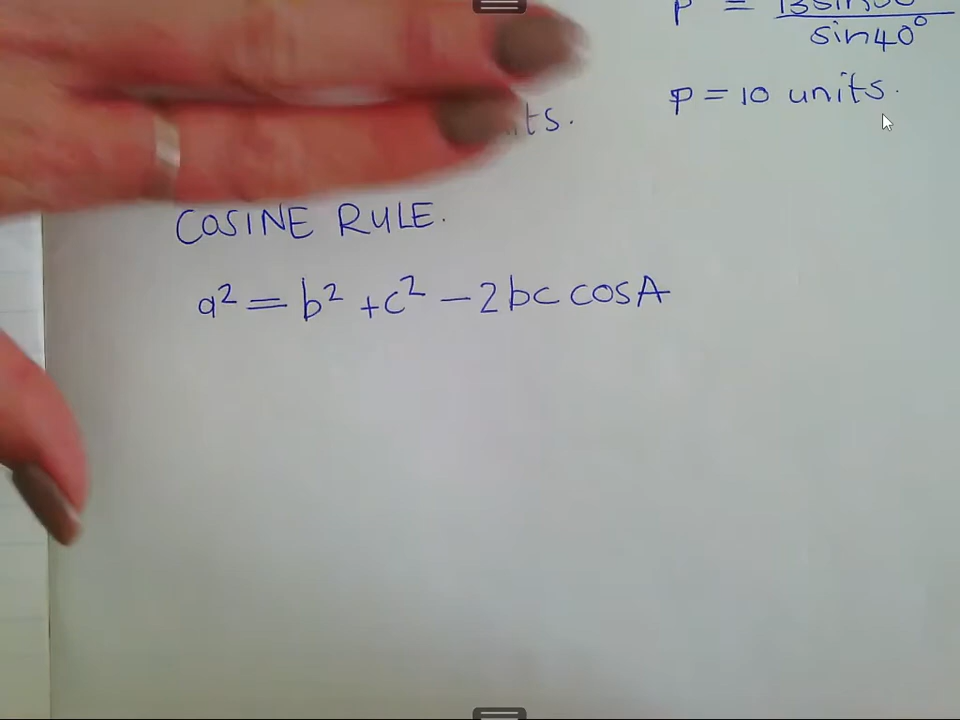 p =
sin40°
p = 10 units.
COSINE RULE.
a² = b² + c² - 2bc cosA